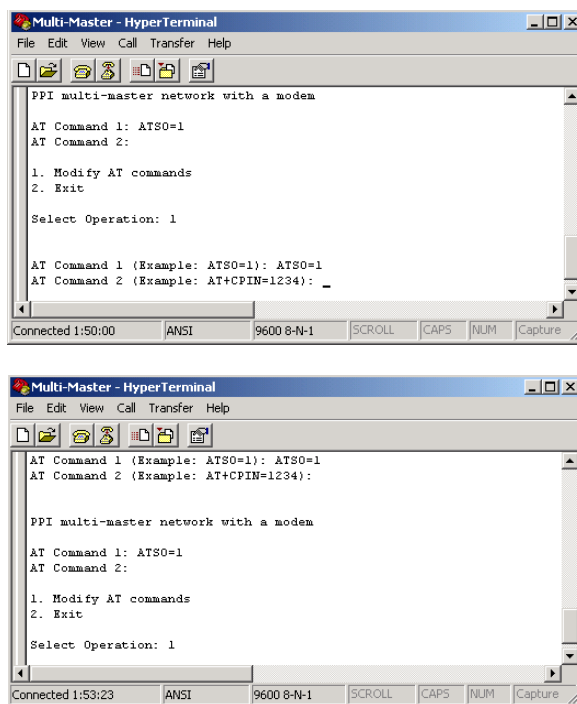 Multi-Master - HyperTerminal
File Edit View Call Transfer Help
PPI multi-master network with a modem
AT Command 1: ATS0=1
AT Command 2:
1. Modify AT commands
2. Exit
Select Operation: 1
AT Command 1 (Example: ATS0=1): ATS0=1
AT Command 2 (Example: AT+CPIN=1234): _
Connected 1:50:00 ANSI 9600 8-N-1 SCROLL CAPS NUM Capture
Multi-Master - HyperTerminal
File Edit View Call Transfer Help
AT Command 1 (Example: ATS0=1): ATS0=1
AT Command 2 (Example: AT+CPIN=1234):
PPI multi-master network with a modem
AT Command 1: ATS0=1
AT Command 2:
1. Modify AT commands
2. Exit
Select Operation: 1
Connected 1:53:23 ANSI 9600 8-N-1 SCROLL CAPS NUM Capture